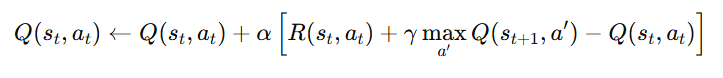 Q(s_t, a_t) ← Q(s_t, a_t) + α [ R(s_t, a_t) + γ max_{a'} Q(s_{t+1}, a') − Q(s_t, a_t) ]